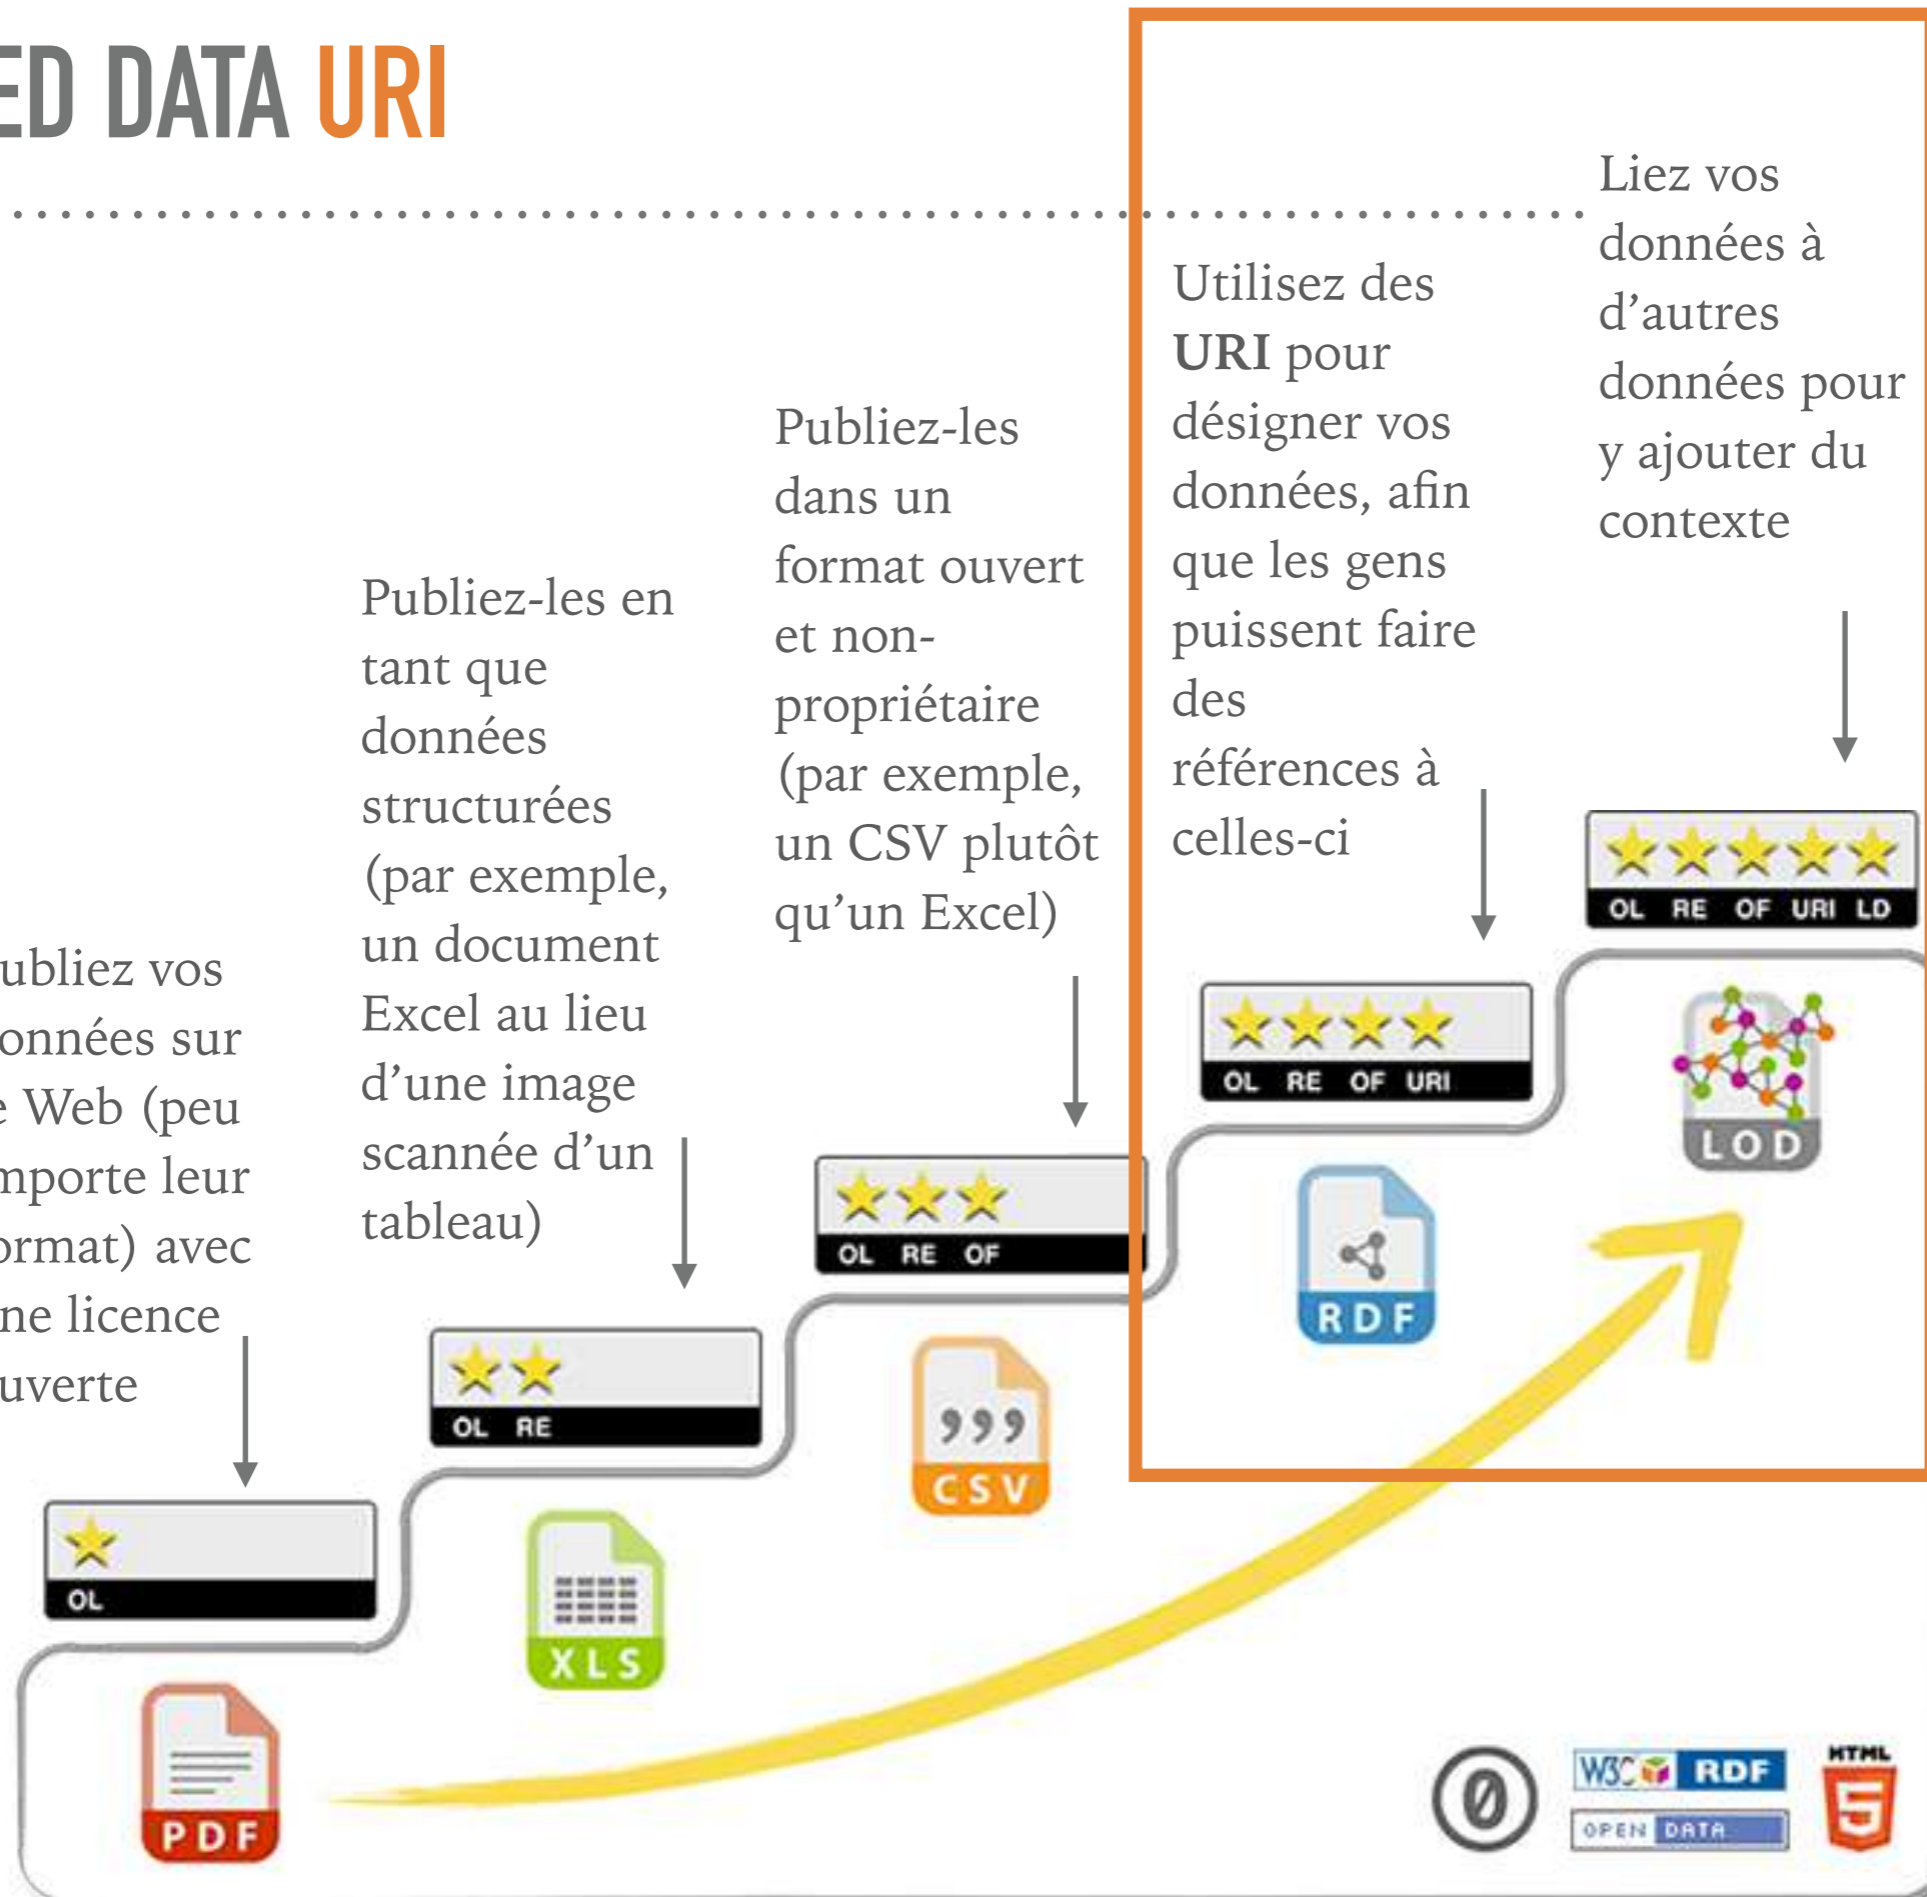 ED DATA URI
ubliez vos
onnées sur
e Web (peu
mporte leur
ormat) avec
ne licence
uverte
Publiez-les en
tant que
données
structurées
(par exemple,
un document
Excel au lieu
d’une image
scannée d’un
tableau)
Publiez-les
dans un
format ouvert
et non-
propriétaire
(par exemple,
un CSV plutôt
qu’un Excel)
Utilisez des
URI pour
désigner vos
données, afin
que les gens
puissent faire
des
références à
celles-ci
Liez vos
données à
d’autres
données pour
y ajouter du
contexte
OL
PDF
OL RE
XLS
OL RE OF
CSV
OL RE OF URI
RDF
OL RE OF URI LD
LOD
0
W3C RDF
OPEN DATA
HTML
5